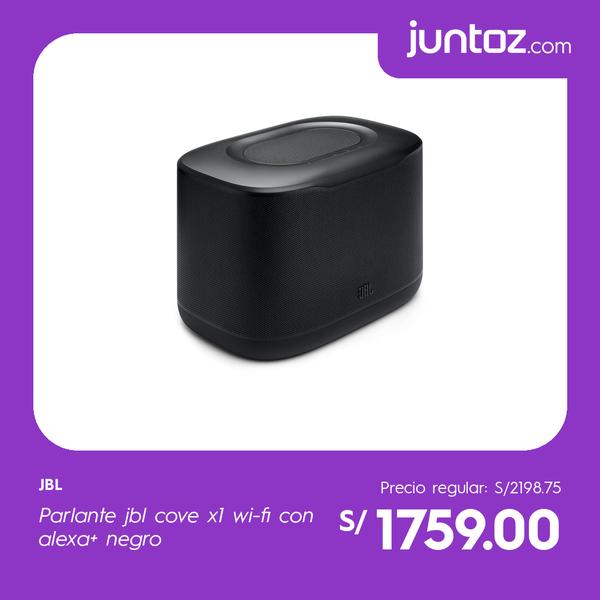 juntoz.com
JBL
JBL
Parlante jbl cove x1 wi-fi con
alexa+ negro
Precio regular: S/2198.75
S/ 1759.00